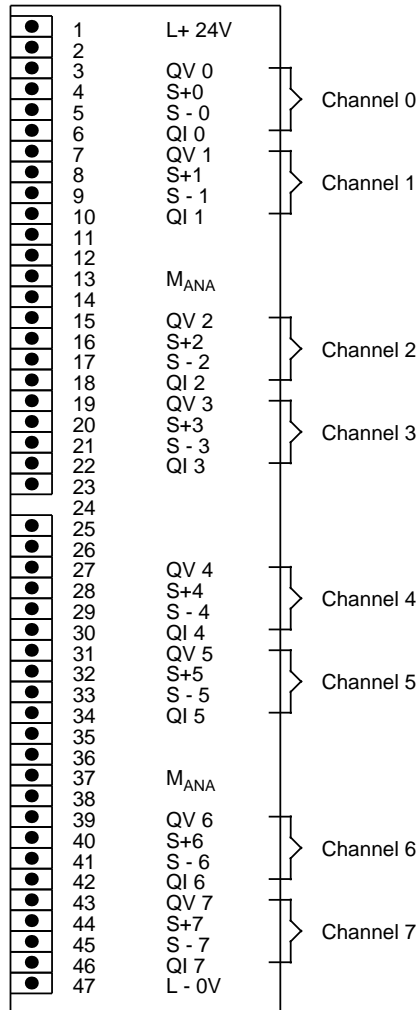 1 L+ 24V
2
3 QV 0
4 S+0 Channel 0
5 S - 0
6 QI 0
7 QV 1
8 S+1 Channel 1
9 S - 1
10 QI 1
11
12
13 MANA
14
15 QV 2
16 S+2 Channel 2
17 S - 2
18 QI 2
19 QV 3
20 S+3 Channel 3
21 S - 3
22 QI 3
23
24
25
26
27 QV 4
28 S+4 Channel 4
29 S - 4
30 QI 4
31 QV 5
32 S+5 Channel 5
33 S - 5
34 QI 5
35
36
37 MANA
38
39 QV 6
40 S+6 Channel 6
41 S - 6
42 QI 6
43 QV 7
44 S+7 Channel 7
45 S - 7
46 QI 7
47 L - 0V